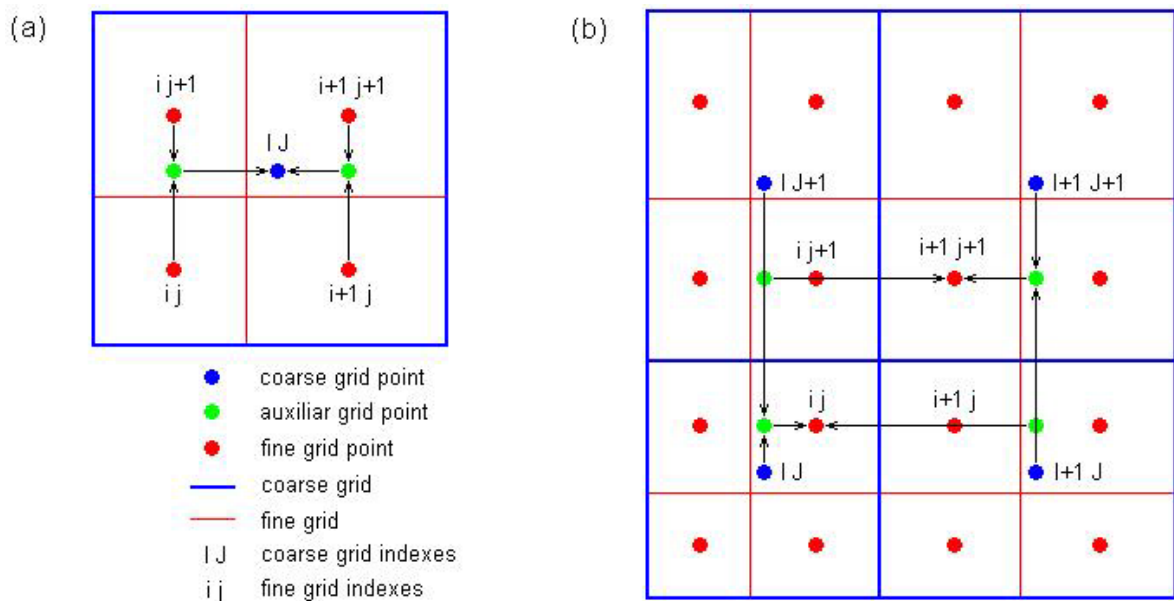 (a)
i j+1
i+1 j+1
I J
i j
i+1 j
coarse grid point
auxiliar grid point
fine grid point
coarse grid
fine grid
I J coarse grid indexes
i j fine grid indexes
(b)
I J+1
I+1 J+1
i j+1
i+1 j+1
i j
i+1 j
I J
I+1 J